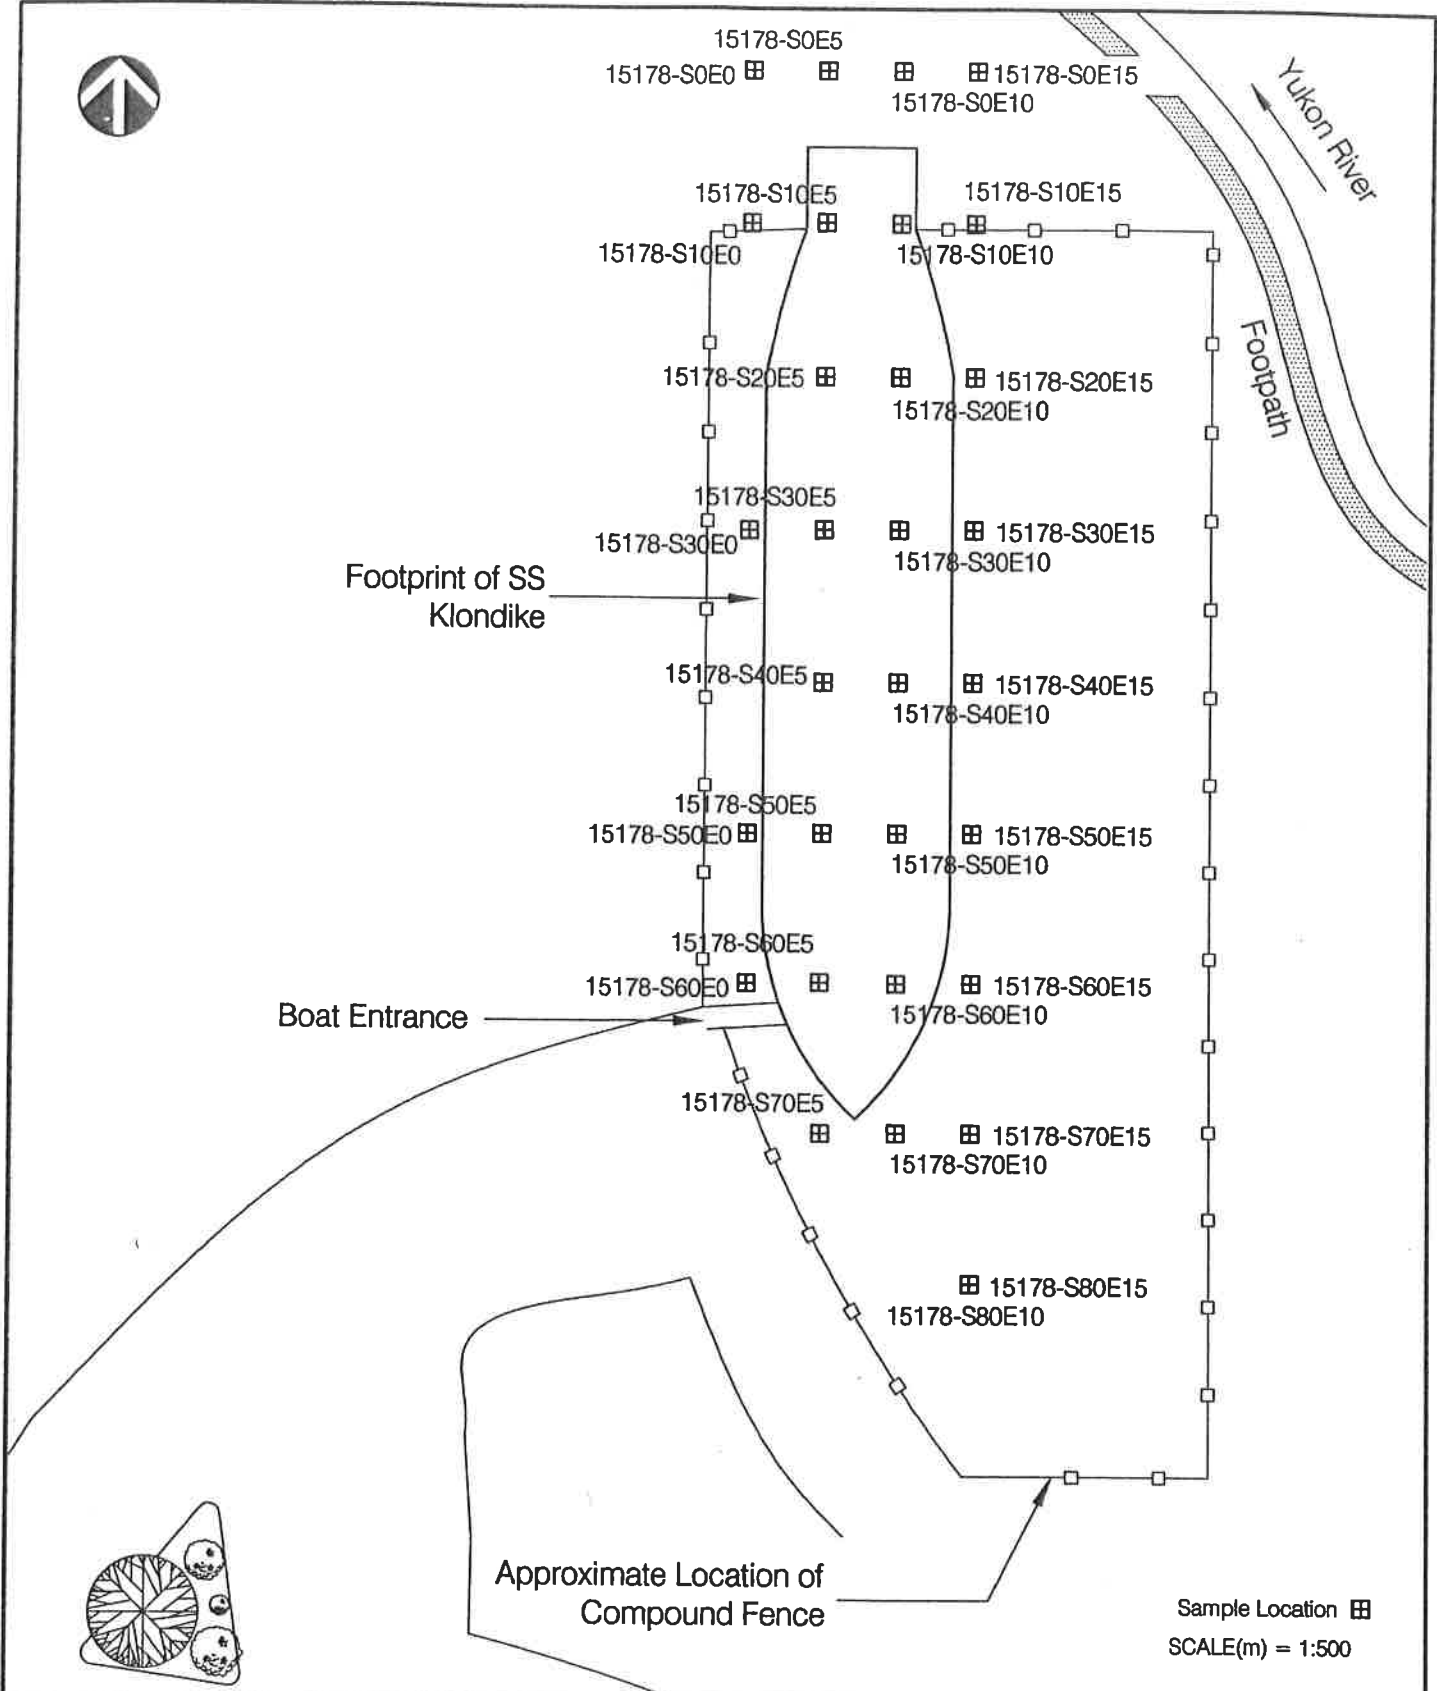 15178-S0E5
15178-S0E0
15178-S0E15
15178-S0E10
Yukon River
15178-S10E5
15178-S10E15
15178-S10E0
15178-S10E10
Footpath
15178-S20E5
15178-S20E15
15178-S20E10
15178-S30E5
15178-S30E0
15178-S30E15
15178-S30E10
Footprint of SS
Klondike
15178-S40E5
15178-S40E15
15178-S40E10
15178-S50E5
15178-S50E0
15178-S50E15
15178-S50E10
15178-S60E5
15178-S60E0
15178-S60E15
15178-S60E10
Boat Entrance
15178-S70E5
15178-S70E15
15178-S70E10
15178-S80E15
15178-S80E10
Approximate Location of
Compound Fence
Sample Location
SCALE(m) = 1:500